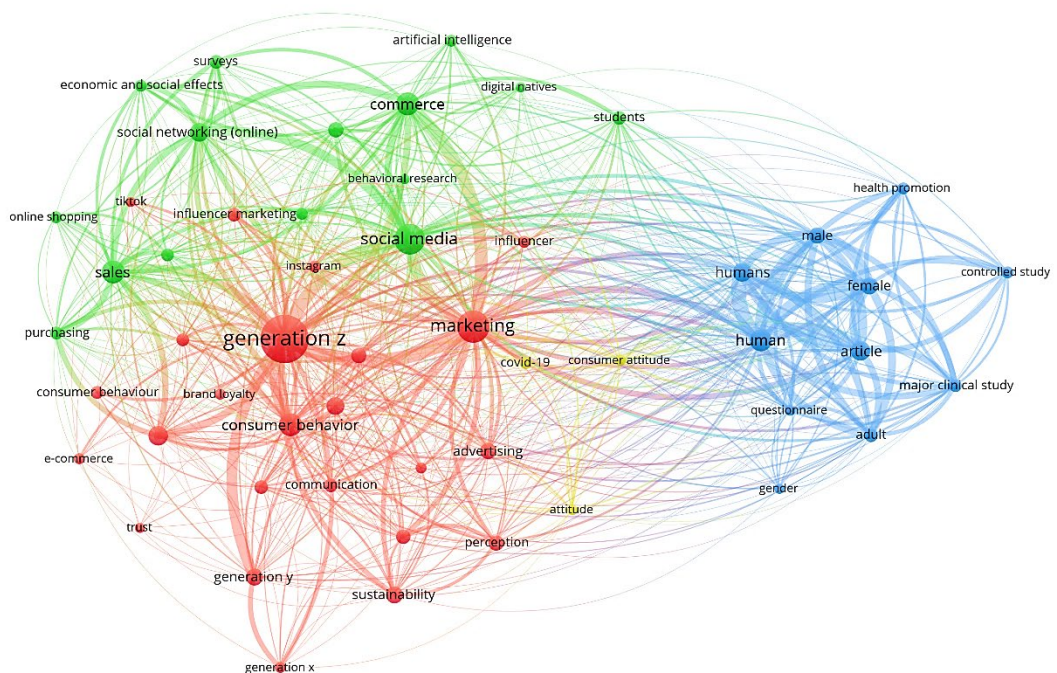 artificial intelligence
surveys
economic and social effects
digital natives
commerce
students
social networking (online)
behavioral research
health promotion
tiktok
online shopping
influencer marketing
male
social media
influencer
instagram
humans
controlled study
sales
female
purchasing
generation z
marketing
human
article
covid-19
consumer attitude
major clinical study
consumer behaviour
brand loyalty
questionnaire
consumer behavior
adult
e-commerce
advertising
communication
gender
attitude
trust
perception
generation y
sustainability
generation x